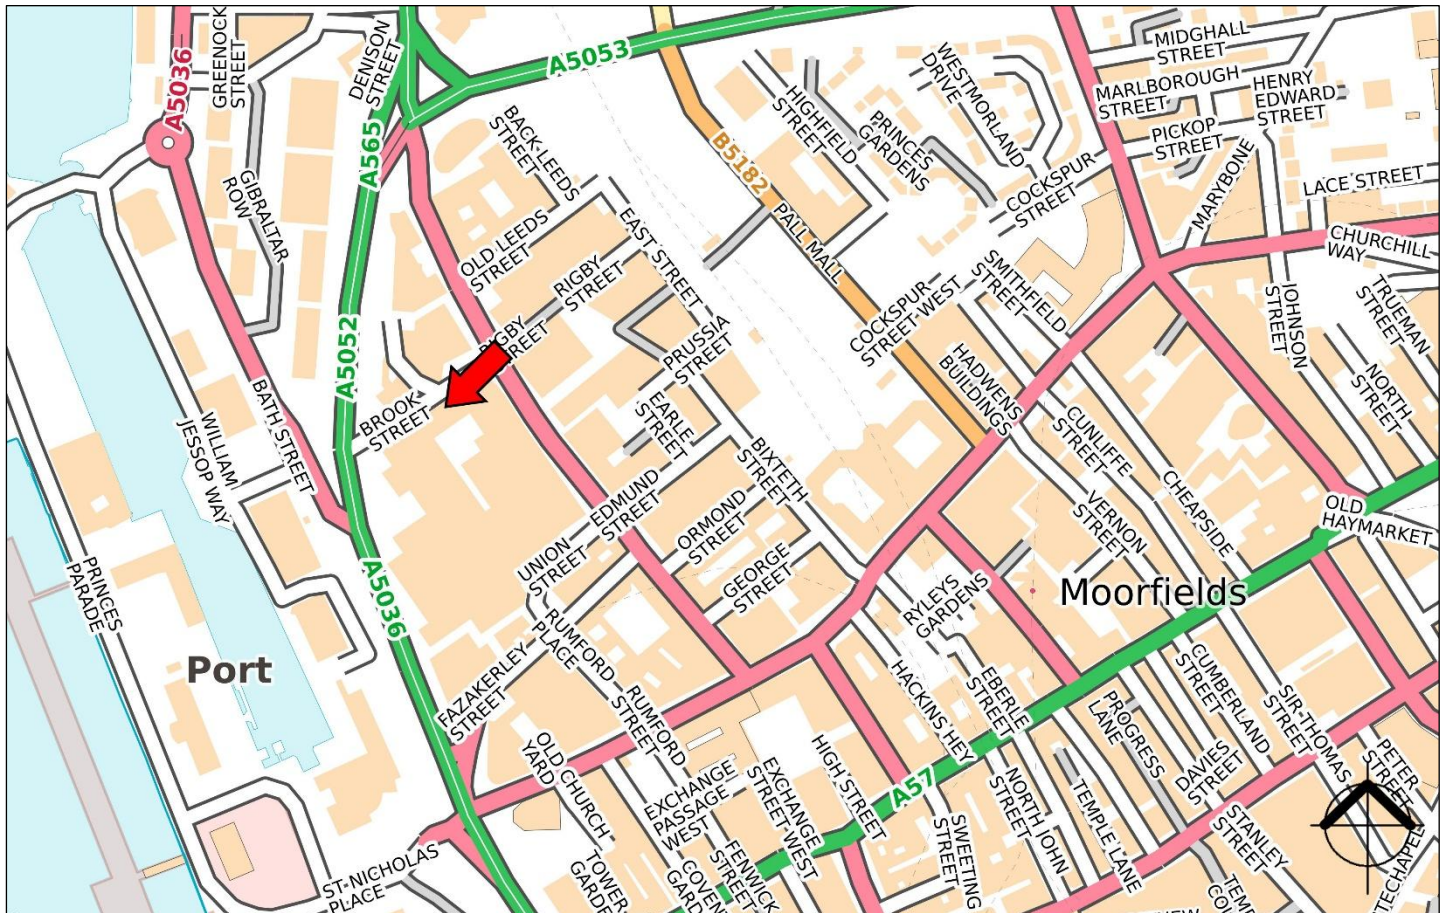 A5036
GREENOCK
STREET
DENISON
STREET
A5053
MIDGHALL
STREET
MARLBOROUGH
STREET
HENRY
EDWARD
STREET
WESTMORLAND
DRIVE
HIGHFIELD
STREET
PRINCES
GARDENS
PICKOP
STREET
BACK LEEDS
STREET
A565
B5182
LACE STREET
GIBRALTAR
ROW
COCKSPUR
STREET
MARYBONE
OLD LEEDS
STREET
EAST STREET
PALL MALL
CHURCHILL
WAY
RIGBY
STREET
SMITHFIELD
STREET
TRUEMAN
STREET
JOHNSON
STREET
COCKSPUR
STREET WEST
A5052
RIGBY
STREET
PRUSSIA
STREET
HADWENS
BUILDINGS
NORTH
STREET
BATH STREET
BROOK
STREET
EARLE
STREET
CUNLIFFE
STREET
WILLIAM
JESSOP WAY
BIXTETH
STREET
EDMUND
STREET
CHEAPSIDE
VERNON
STREET
OLD
HAYMARKET
ORMOND
STREET
UNION
STREET
GEORGE
STREET
PRINCES
PARADE
A5036
RYLEYS
GARDENS
Moorfields
RUMFORD
PLACE
Port
FAZAKERLEY
STREET
RUMFORD
STREET
HACKINS HEY
EBERLE
STREET
CUMBERLAND
STREET
SIR THOMAS
STREET
PROGRESS
LANE
DAVIES
STREET
PETER
STREET
OLD CHURCH
YARD
EXCHANGE
PASSAGE
WEST
EXCHANGE
STREET WEST
HIGH STREET
A57
NORTH JOHN
STREET
TEMPLE LANE
STANLEY
STREET
SWEETING
STREET
ST NICHOLAS
PLACE
TOWER
GARDE
COVEN
GARD
FENWICK
STREET